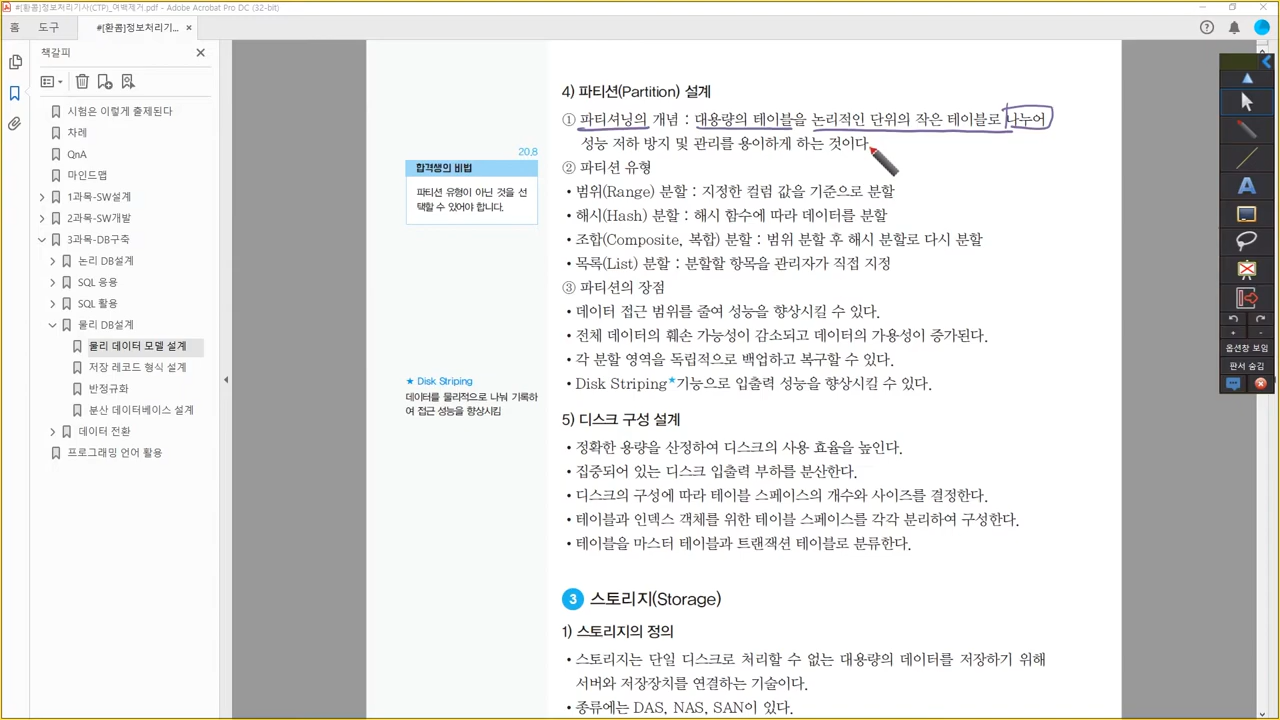 #[환콤]정보처리기사(CTP)_여백제거.pdf - Adobe Acrobat Pro DC (32-bit)
홈 도구 #[환콤]정보처리기... ×
책갈피
시험은 이렇게 출제된다
차례
QnA
마인드맵
1과목-SW설계
2과목-SW개발
3과목-DB구축
논리 DB설계
SQL 응용
SQL 활용
물리 DB설계
물리 데이터 모델 설계
저장 레코드 형식 설계
반정규화
분산 데이터베이스 설계
데이터 전환
프로그래밍 언어 활용
20.8
합격생의 비법
파티션 유형이 아닌 것을 선
택할 수 있어야 합니다.
★ Disk Striping
데이터를 물리적으로 나눠 기록하
여 접근 성능을 향상시킴
4) 파티션(Partition) 설계
① 파티셔닝의 개념 : 대용량의 테이블을 논리적인 단위의 작은 테이블로 나누어
성능 저하 방지 및 관리를 용이하게 하는 것이다.
② 파티션 유형
• 범위(Range) 분할 : 지정한 컬럼 값을 기준으로 분할
• 해시(Hash) 분할 : 해시 함수에 따라 데이터를 분할
• 조합(Composite, 복합) 분할 : 범위 분할 후 해시 분할로 다시 분할
• 목록(List) 분할 : 분할할 항목을 관리자가 직접 지정
③ 파티션의 장점
• 데이터 접근 범위를 줄여 성능을 향상시킬 수 있다.
• 전체 데이터의 훼손 가능성이 감소되고 데이터의 가용성이 증가된다.
• 각 분할 영역을 독립적으로 백업하고 복구할 수 있다.
• Disk Striping★기능으로 입출력 성능을 향상시킬 수 있다.
5) 디스크 구성 설계
• 정확한 용량을 산정하여 디스크의 사용 효율을 높인다.
• 집중되어 있는 디스크 입출력 부하를 분산한다.
• 디스크의 구성에 따라 테이블 스페이스의 개수와 사이즈를 결정한다.
• 테이블과 인덱스 객체를 위한 테이블 스페이스를 각각 분리하여 구성한다.
• 테이블을 마스터 테이블과 트랜잭션 테이블로 분류한다.
3 스토리지(Storage)
1) 스토리지의 정의
• 스토리지는 단일 디스크로 처리할 수 없는 대용량의 데이터를 저장하기 위해
서버와 저장장치를 연결하는 기술이다.
• 종류에는 DAS, NAS, SAN이 있다.
A
+ -
옵션창 보임
판서 숨김